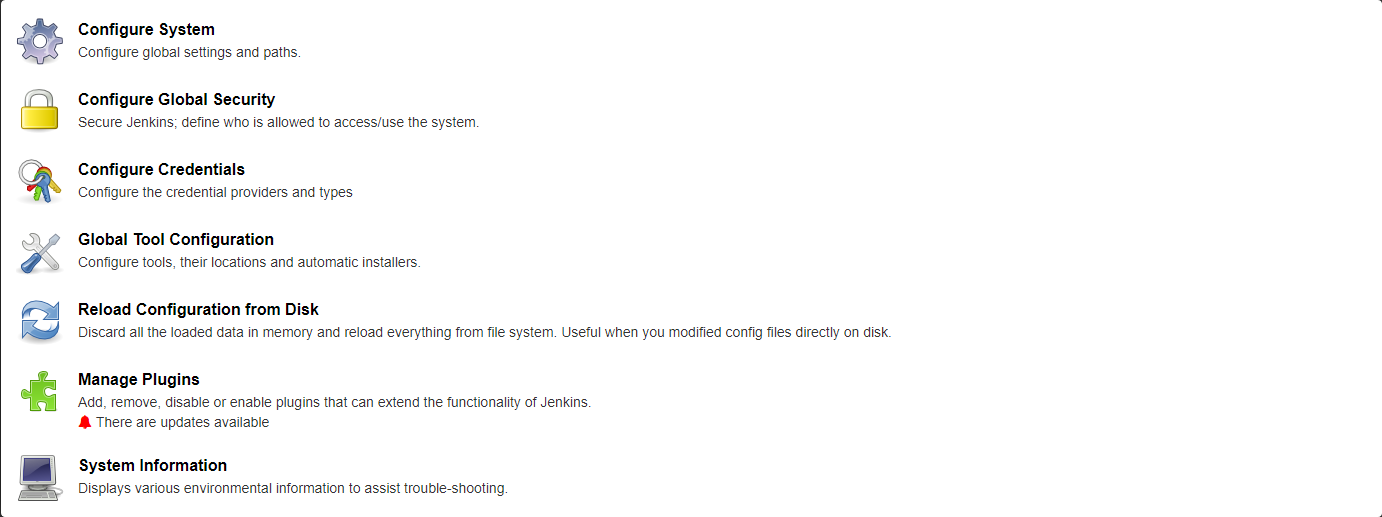 Configure System
Configure global settings and paths.
Configure Global Security
Secure Jenkins; define who is allowed to access/use the system.
Configure Credentials
Configure the credential providers and types
Global Tool Configuration
Configure tools, their locations and automatic installers.
Reload Configuration from Disk
Discard all the loaded data in memory and reload everything from file system. Useful when you modified config files directly on disk.
Manage Plugins
Add, remove, disable or enable plugins that can extend the functionality of Jenkins.
There are updates available
System Information
Displays various environmental information to assist trouble-shooting.